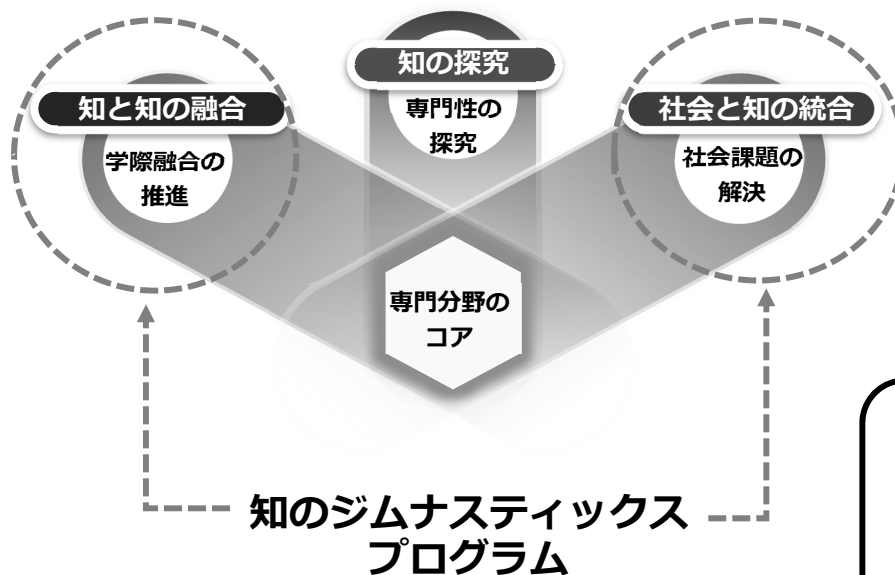 知の探究
専門性の
探究
知と知の融合
学際融合の
推進
社会と知の統合
社会課題の
解決
専門分野の
コア
知のジムナスティックス
プログラム